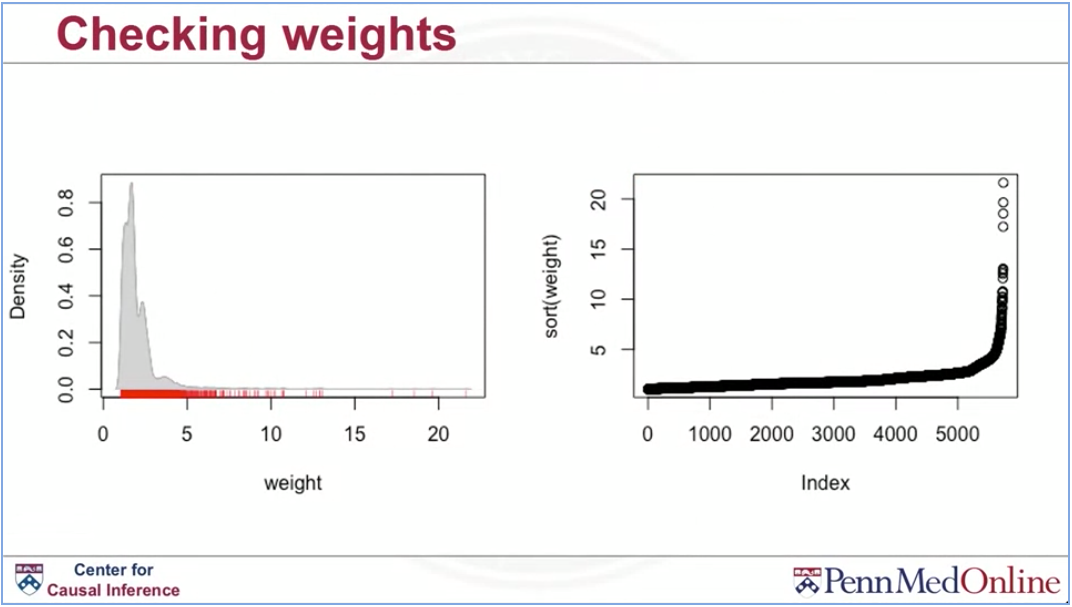 Checking weights
Density
0.0 0.2 0.4 0.6 0.8
0 5 10 15 20
weight
sort(weight)
5 10 15 20
0 1000 2000 3000 4000 5000
Index
Center for
Causal Inference
PennMedOnline